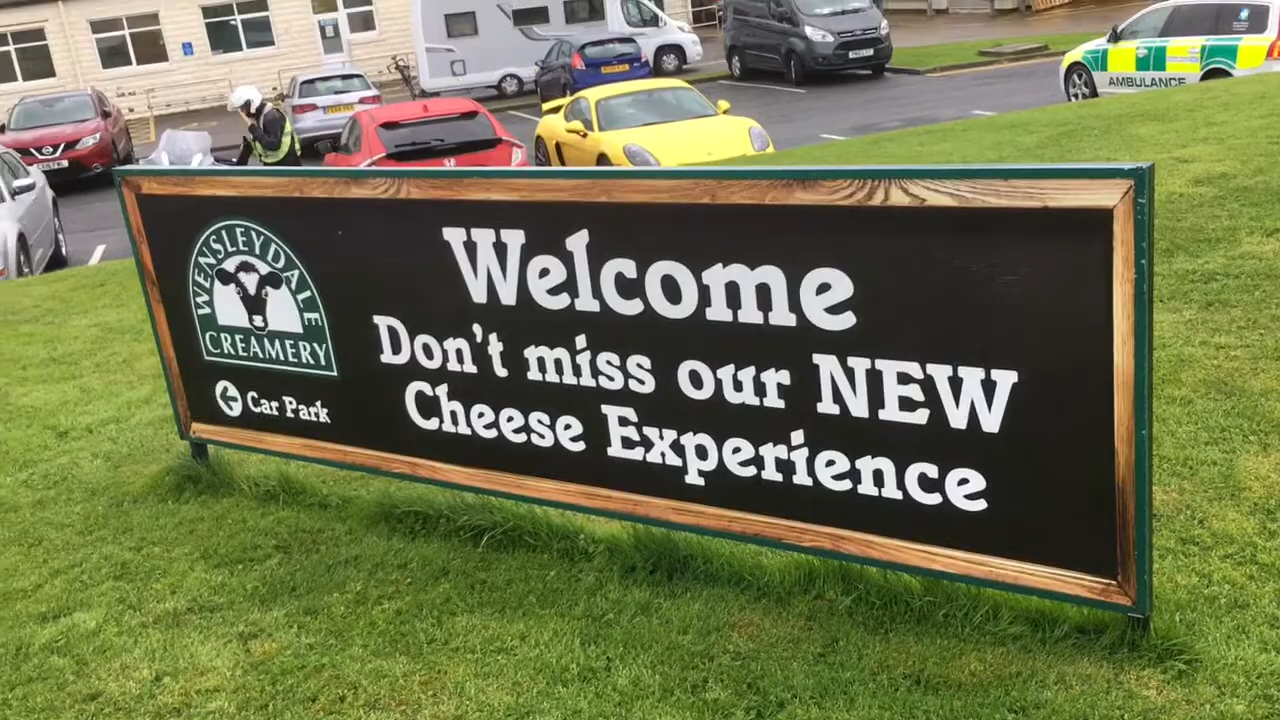 AMBULANCE
WENSLEYDALE
CREAMERY
Car Park
Welcome
Don't miss our NEW
Cheese Experience